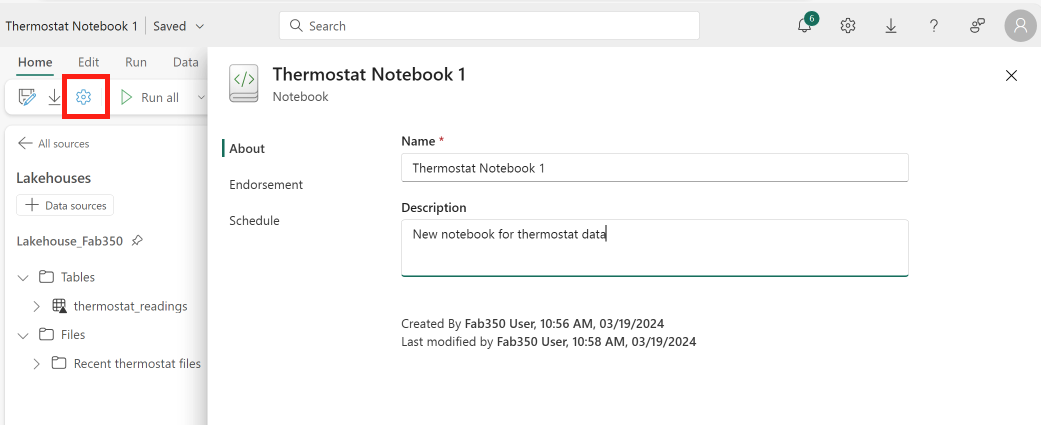 Thermostat Notebook 1 Saved
Search
6
Home Edit Run Data
Run all
All sources
Lakehouses
Data sources
Lakehouse_Fab350
Tables
thermostat_readings
Files
Recent thermostat files
Thermostat Notebook 1
Notebook
About
Endorsement
Schedule
Name *
Thermostat Notebook 1
Description
New notebook for thermostat data
Created By Fab350 User, 10:56 AM, 03/19/2024
Last modified by Fab350 User, 10:58 AM, 03/19/2024